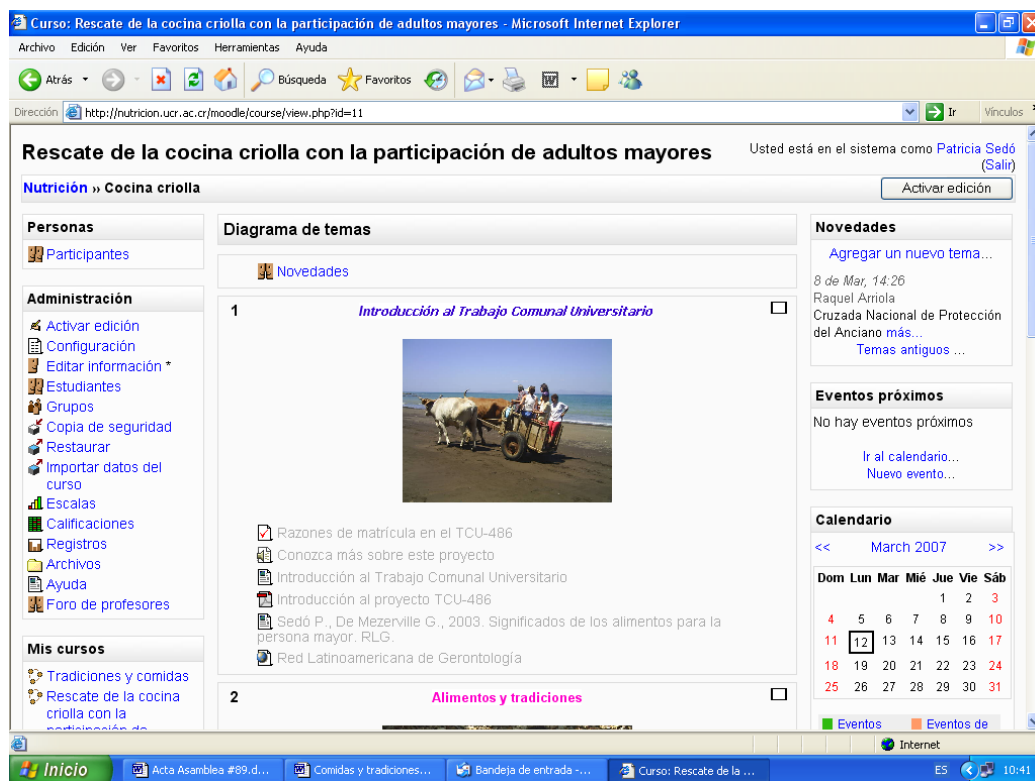 Curso: Rescate de la cocina criolla con la participación de adultos mayores - Microsoft Internet Explorer
Archivo Edición Ver Favoritos Herramientas Ayuda
Atrás Búsqueda Favoritos
Dirección http://nutricion.ucr.ac.cr/moodle/course/view.php?id=11 Ir Vínculos
Rescate de la cocina criolla con la participación de adultos mayores
Usted está en el sistema como Patricia Sedó
(Salir)
Nutrición » Cocina criolla
Activar edición
Personas
Participantes
Administración
Activar edición
Configuración
Editar información *
Estudiantes
Grupos
Copia de seguridad
Restaurar
Importar datos del
curso
Escalas
Calificaciones
Registros
Archivos
Ayuda
Foro de profesores
Mis cursos
Tradiciones y comidas
Rescate de la cocina
criolla con la
participación de
Diagrama de temas
Novedades
1 Introducción al Trabajo Comunal Universitario
Razones de matrícula en el TCU-486
Conozca más sobre este proyecto
Introducción al Trabajo Comunal Universitario
Introducción al proyecto TCU-486
Sedó P., De Mezerville G., 2003. Significados de los alimentos para la
persona mayor. RLG.
Red Latinoamericana de Gerontología
2 Alimentos y tradiciones
Novedades
Agregar un nuevo tema...
8 de Mar, 14:26
Raquel Arriola
Cruzada Nacional de Protección
del Anciano más...
Temas antiguos ...
Eventos próximos
No hay eventos próximos
Ir al calendario...
Nuevo evento...
Calendario
<< March 2007 >>
Dom Lun Mar Mié Jue Vie Sáb
1 2 3
4 5 6 7 8 9 10
11 12 13 14 15 16 17
18 19 20 21 22 23 24
25 26 27 28 29 30 31
Eventos Eventos de
Internet
Inicio Acta Asamblea #89.d... Comidas y tradiciones... Bandeja de entrada -... Curso: Rescate de la ... ES